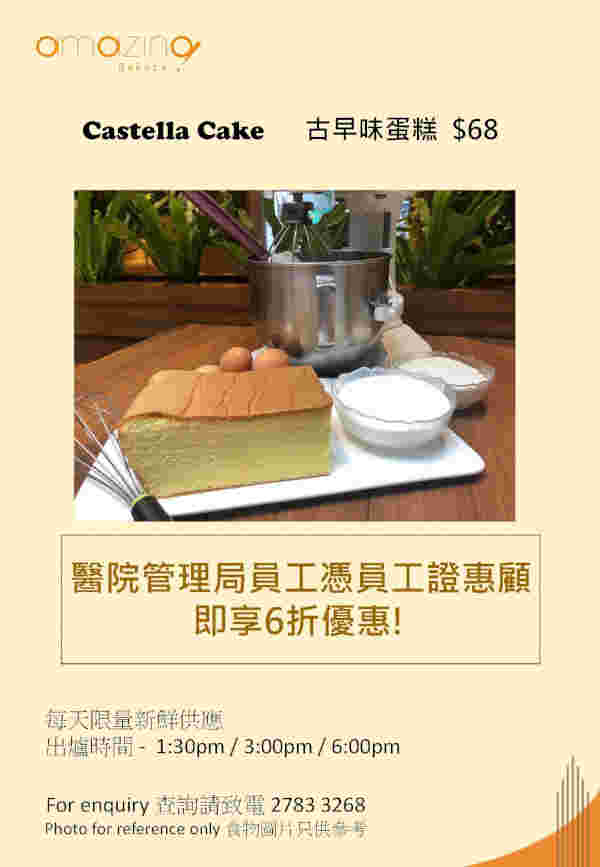 amazing
Bakery
Castella Cake 古早味蛋糕 $68
醫院管理局員工憑員工證惠顧
即享6折優惠!
每天限量新鮮供應
出爐時間 - 1:30pm / 3:00pm / 6:00pm
For enquiry 查詢請致電 2783 3268
Photo for reference only 食物圖片只供參考